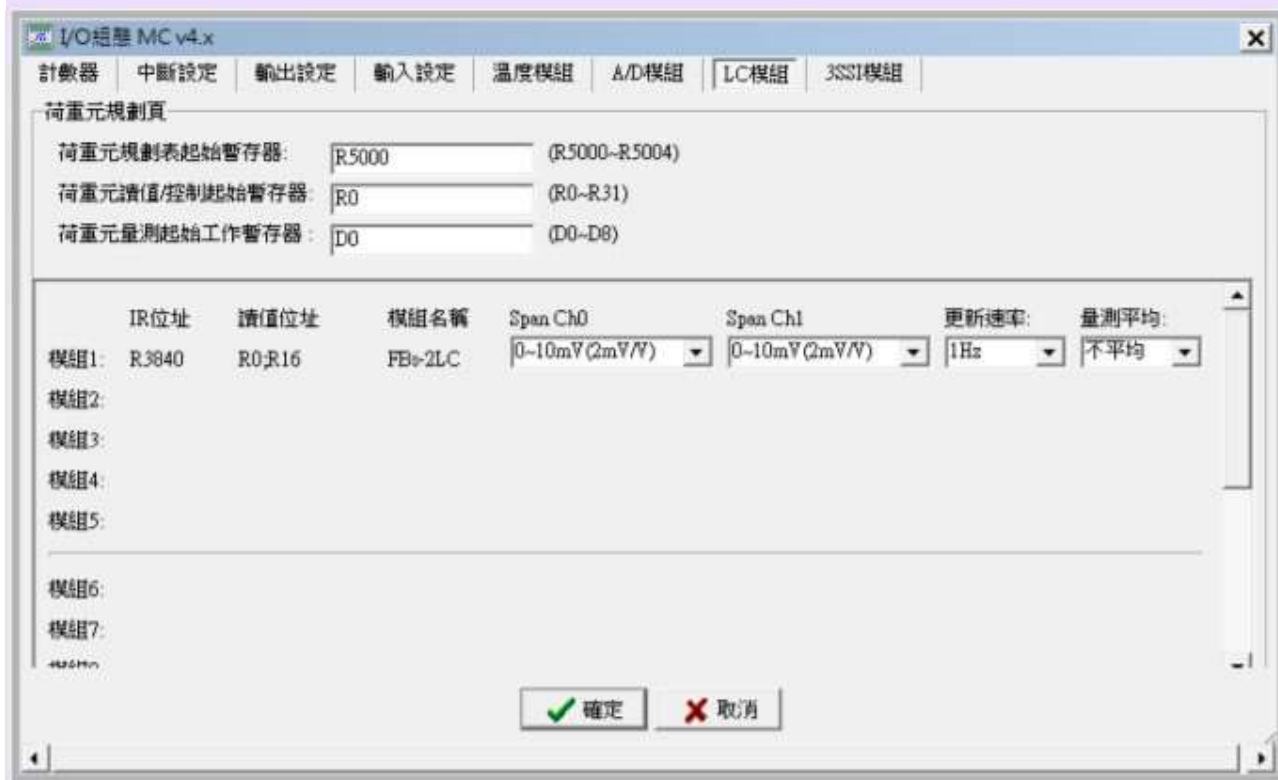 I/O組態 MC v4.x
計數器 中斷設定 輸出設定 輸入設定 溫度模組 A/D模組 LC模組 3SSI模組
荷重元規劃頁
荷重元規劃表起始暫存器: R5000 (R5000~R5004)
荷重元讀值/控制起始暫存器: R0 (R0~R31)
荷重元量測起始工作暫存器: D0 (D0~D8)
IR位址 讀值位址 模組名稱 Span Ch0 Span Ch1 更新速率: 量測平均:
模組1: R3840 R0;R16 FBs-2LC 0~10mV(2mV/V) 0~10mV(2mV/V) 1Hz 不平均
模組2:
模組3:
模組4:
模組5:
模組6:
模組7:
確定 取消